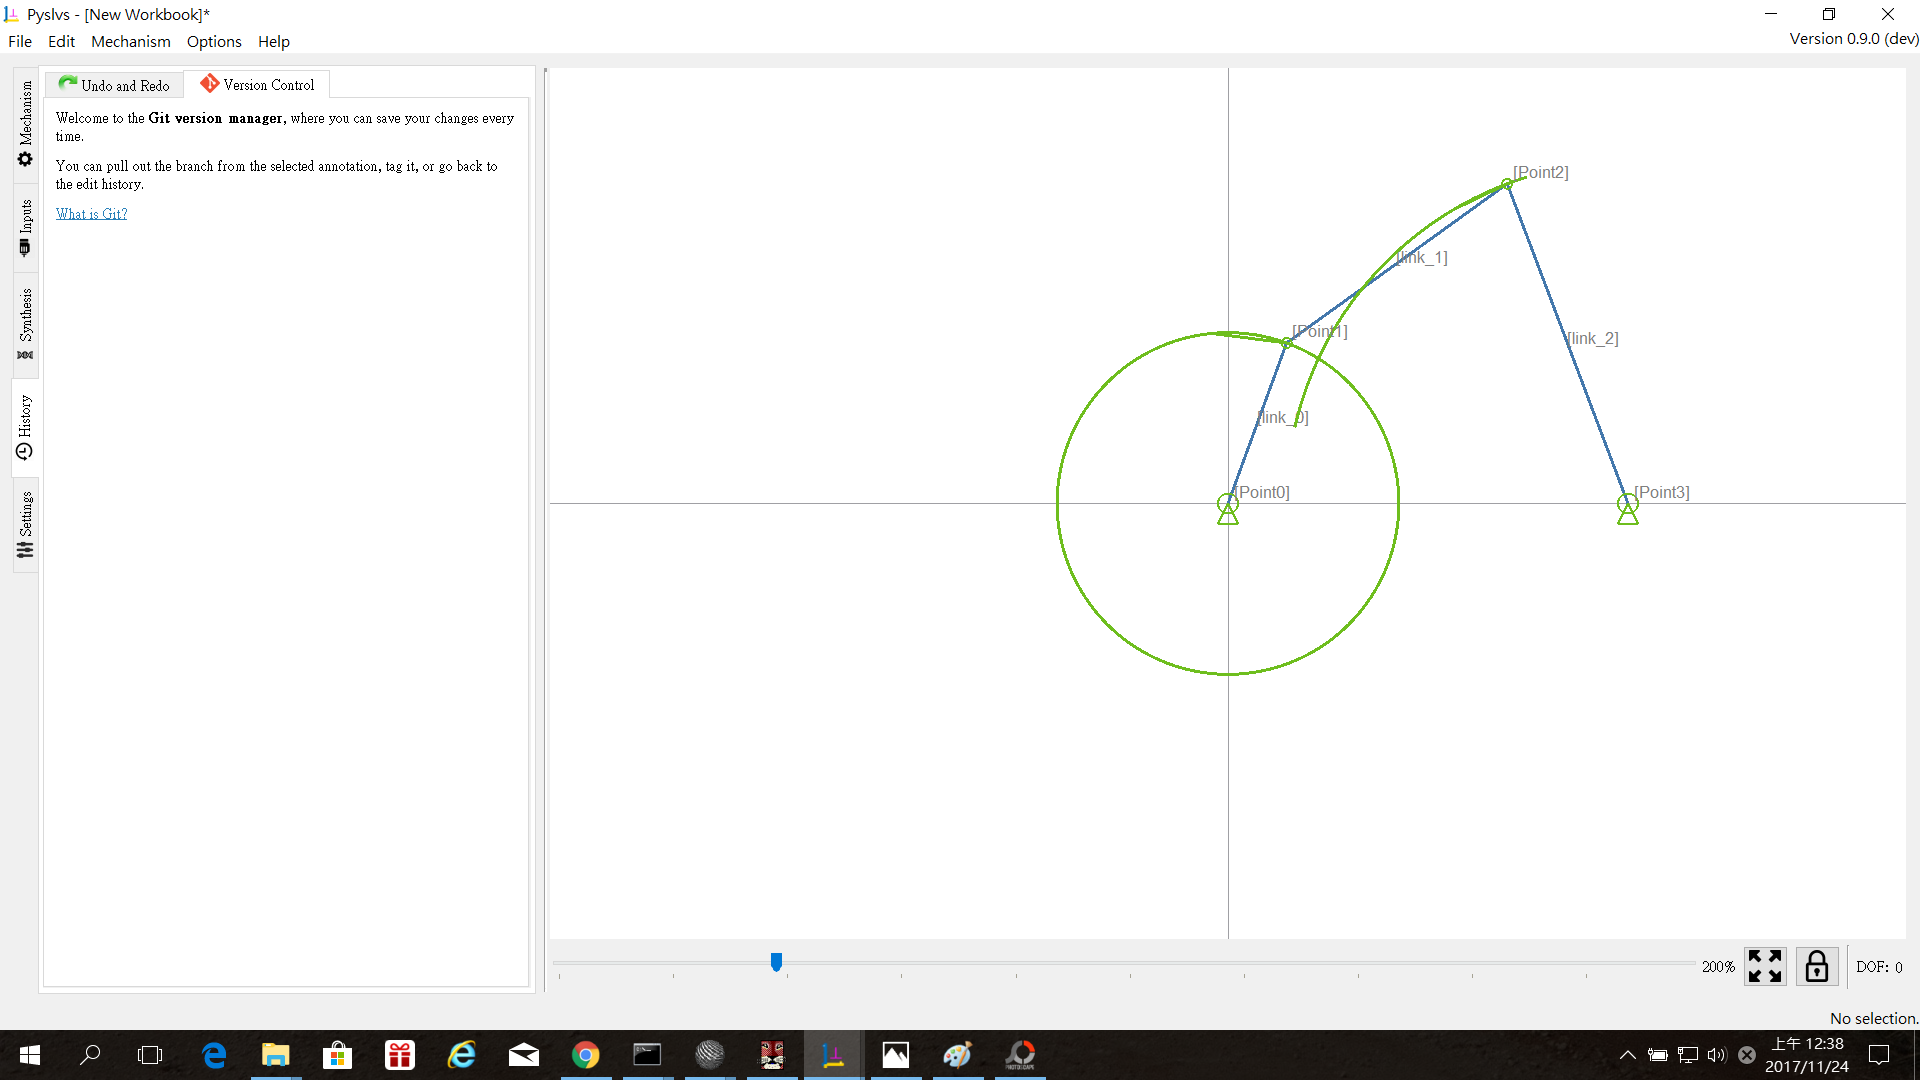 Pyslvs - [New Workbook]*
File Edit Mechanism Options Help
Version 0.9.0 (dev)
Mechanism
Inputs
Synthesis
History
Settings
Undo and Redo
Version Control
Welcome to the Git version manager, where you can save your changes every
time.
You can pull out the branch from the selected annotation, tag it, or go back to
the edit history.
What is Git?
[Point2]
[link_1]
[Point1]
[link_2]
[link_0]
[Point0]
[Point3]
200%
DOF: 0
No selection.
上午 12:38
2017/11/24
PHOTOSCAPE